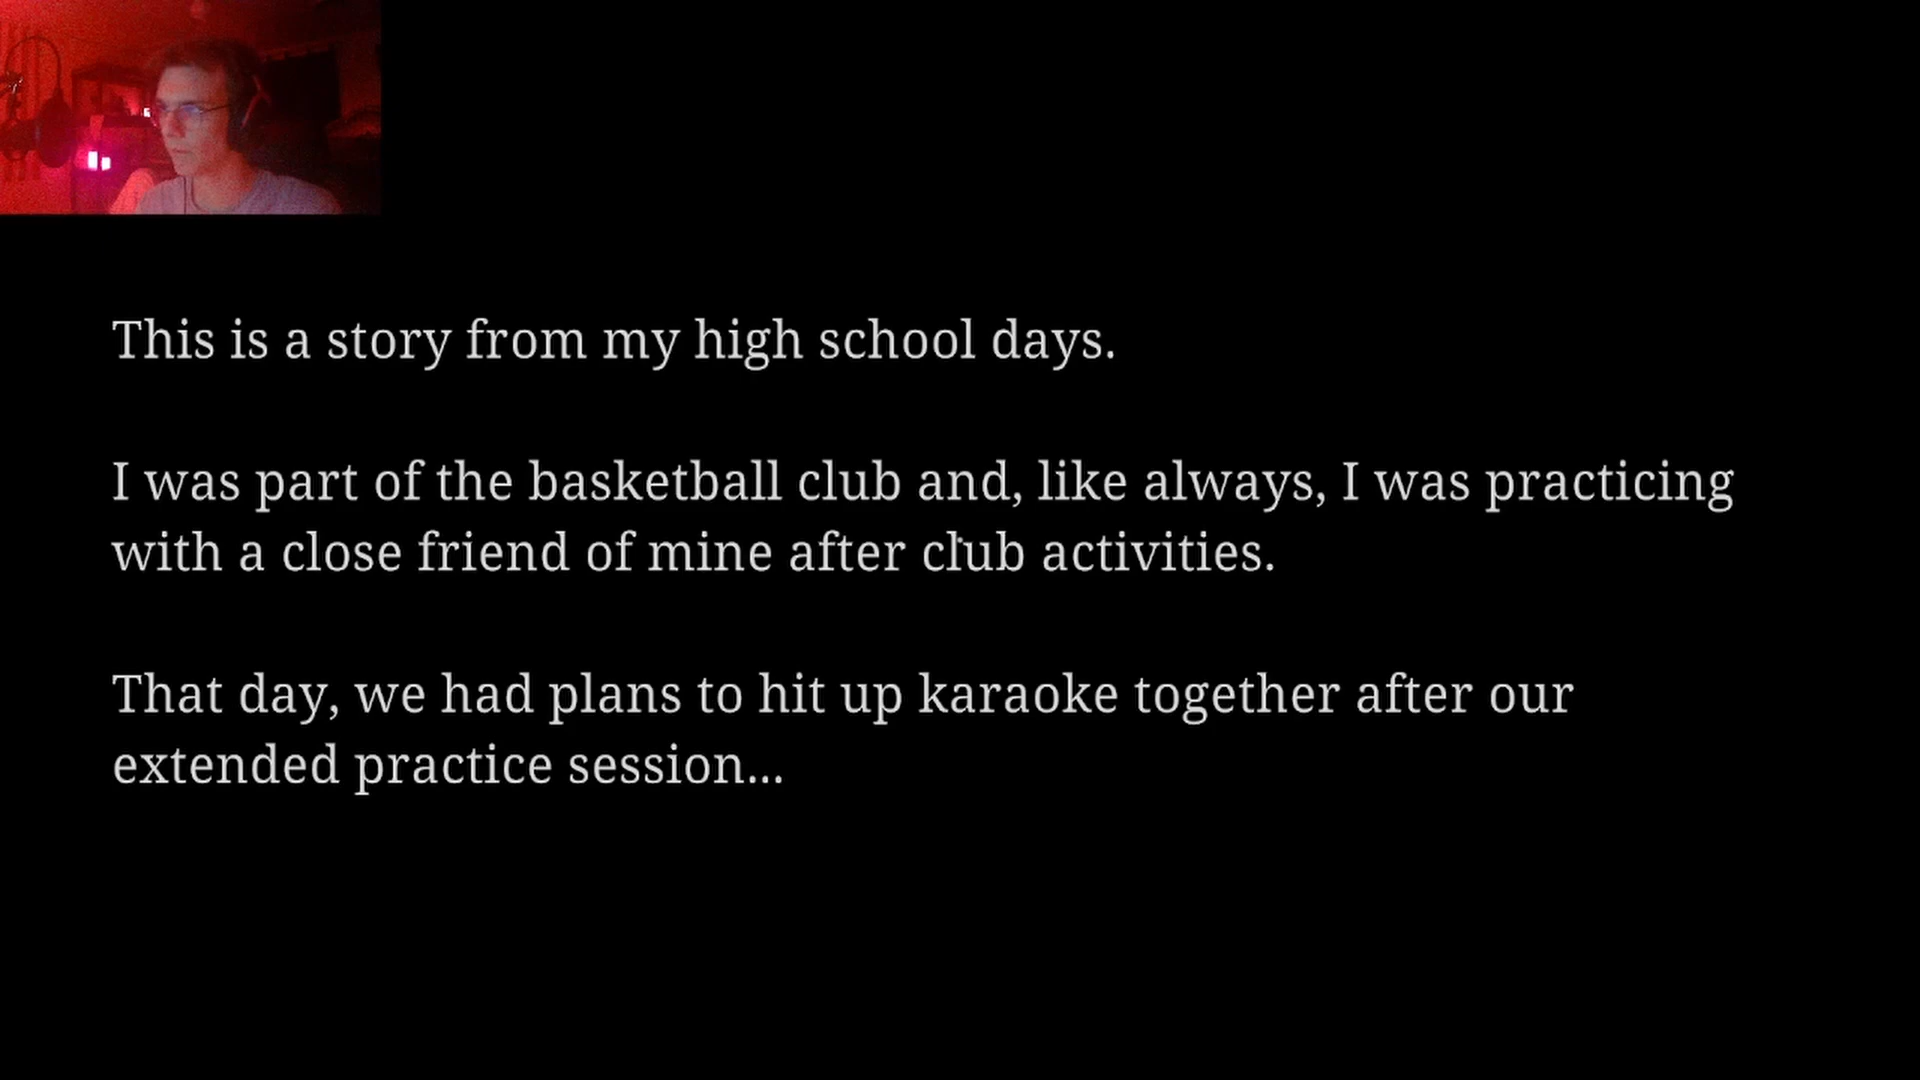 This is a story from my high school days.
I was part of the basketball club and, like always, I was practicing
with a close friend of mine after club activities.
That day, we had plans to hit up karaoke together after our
extended practice session...